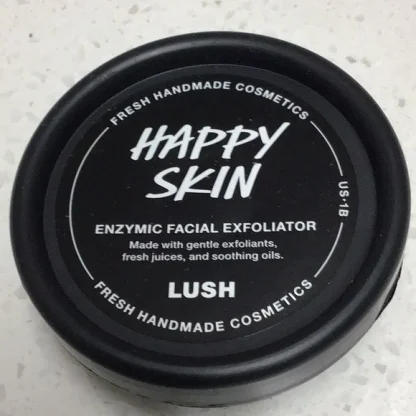 FRESH HANDMADE COSMETICS
HAPPY
SKIN
US·1B
ENZYMIC FACIAL EXFOLIATOR
Made with gentle exfoliants,
fresh juices, and soothing oils.
LUSH
FRESH HANDMADE COSMETICS